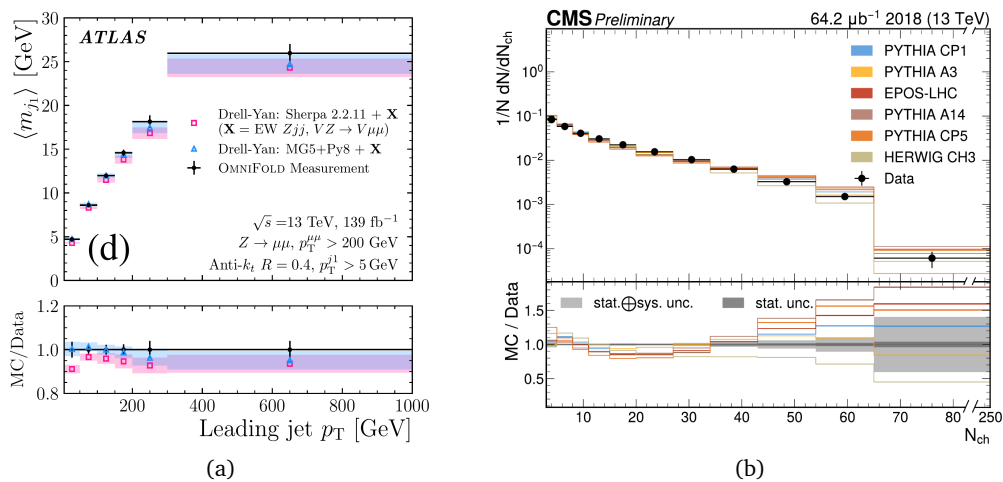 ATLAS
30
25
20
15
10
5
0
⟨m_{j1}⟩ [GeV]
Drell-Yan: Sherpa 2.2.11 + X
(X = EW Zjj, VZ → Vμμ)
Drell-Yan: MG5+Py8 + X
OMNIFOLD Measurement
(d)
√s =13 TeV, 139 fb⁻¹
Z → μμ, p_T^{μμ} > 200 GeV
Anti-k_t R = 0.4, p_T^{j1} > 5 GeV
MC/Data
1.2
1.0
0.8
200 400 600 800 1000
Leading jet p_T [GeV]
(a)
CMS Preliminary
64.2 μb⁻¹ 2018 (13 TeV)
1/N dN/dN_ch
10⁰
10⁻¹
10⁻²
10⁻³
10⁻⁴
PYTHIA CP1
PYTHIA A3
EPOS-LHC
PYTHIA A14
PYTHIA CP5
HERWIG CH3
Data
MC / Data
1.5
1.0
0.5
stat.⊕sys. unc.
stat. unc.
10 20 30 40 50 60 70 80 250
N_ch
(b)